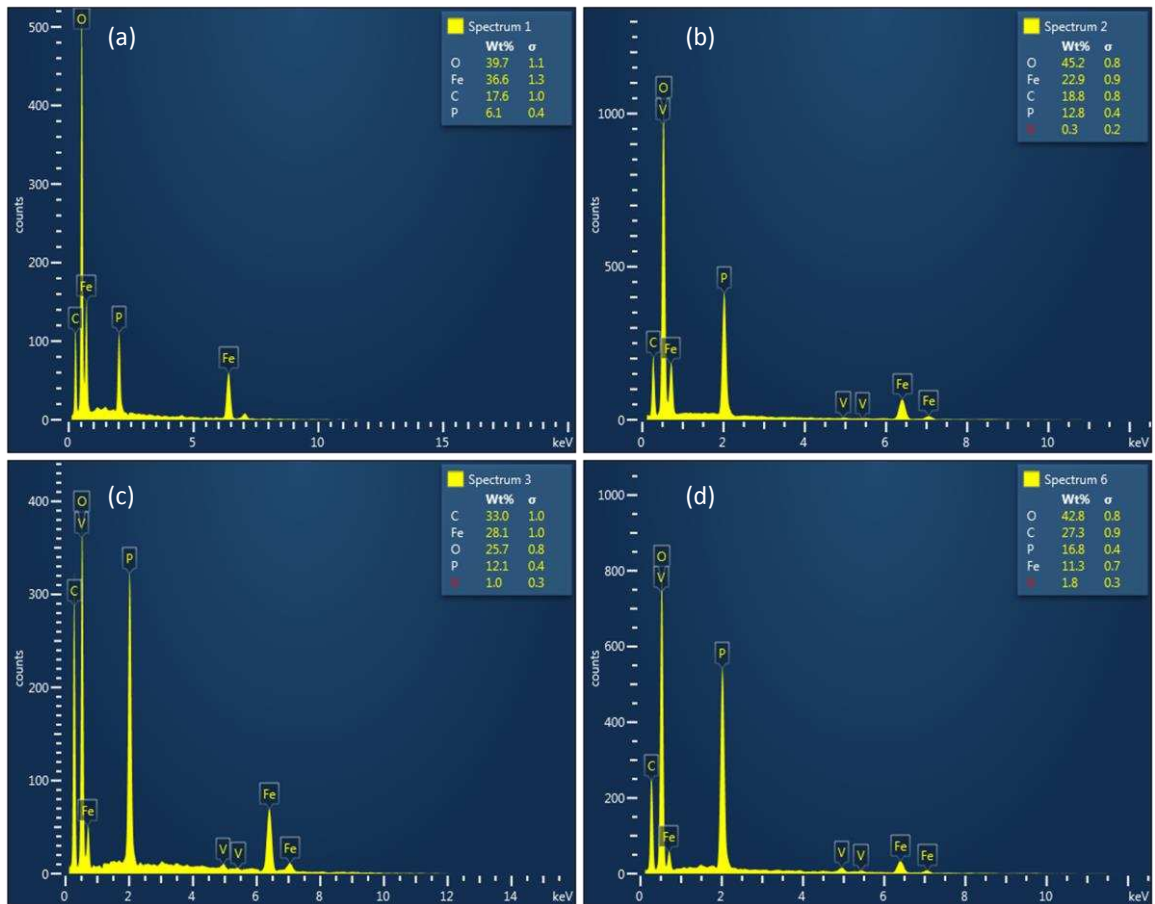 (a)
Spectrum 1
Wt% σ
O 39.7 1.1
Fe 36.6 1.3
C 17.6 1.0
P 6.1 0.4
500
400
300
200
100
0
counts
O
Fe
C
P
Fe
0 5 10 15 keV
(b)
Spectrum 2
Wt% σ
O 45.2 0.8
Fe 22.9 0.9
C 18.8 0.8
P 12.8 0.4
0.3 0.2
1000
500
0
counts
O
V
P
C
Fe
V V Fe Fe
0 2 4 6 8 10 keV
(c)
Spectrum 3
Wt% σ
C 33.0 1.0
Fe 28.1 1.0
O 25.7 0.8
P 12.1 0.4
1.0 0.3
400
300
200
100
0
counts
O
V
P
C
Fe
Fe
V V Fe
0 2 4 6 8 10 12 14 keV
(d)
Spectrum 6
Wt% σ
O 42.8 0.8
C 27.3 0.9
P 16.8 0.4
Fe 11.3 0.7
1.8 0.3
1000
800
600
400
200
0
counts
O
V
P
C
Fe
V V Fe Fe
0 2 4 6 8 10 keV